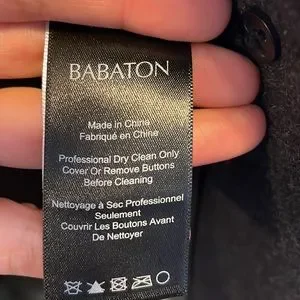 BABATON
Made in China
Fabriqué en Chine
Professional Dry Clean Only
Cover Or Remove Buttons
Before Cleaning
Nettoyage à Sec Professionnel
Seulement
Couvrir Les Boutons Avant
De Nettoyer